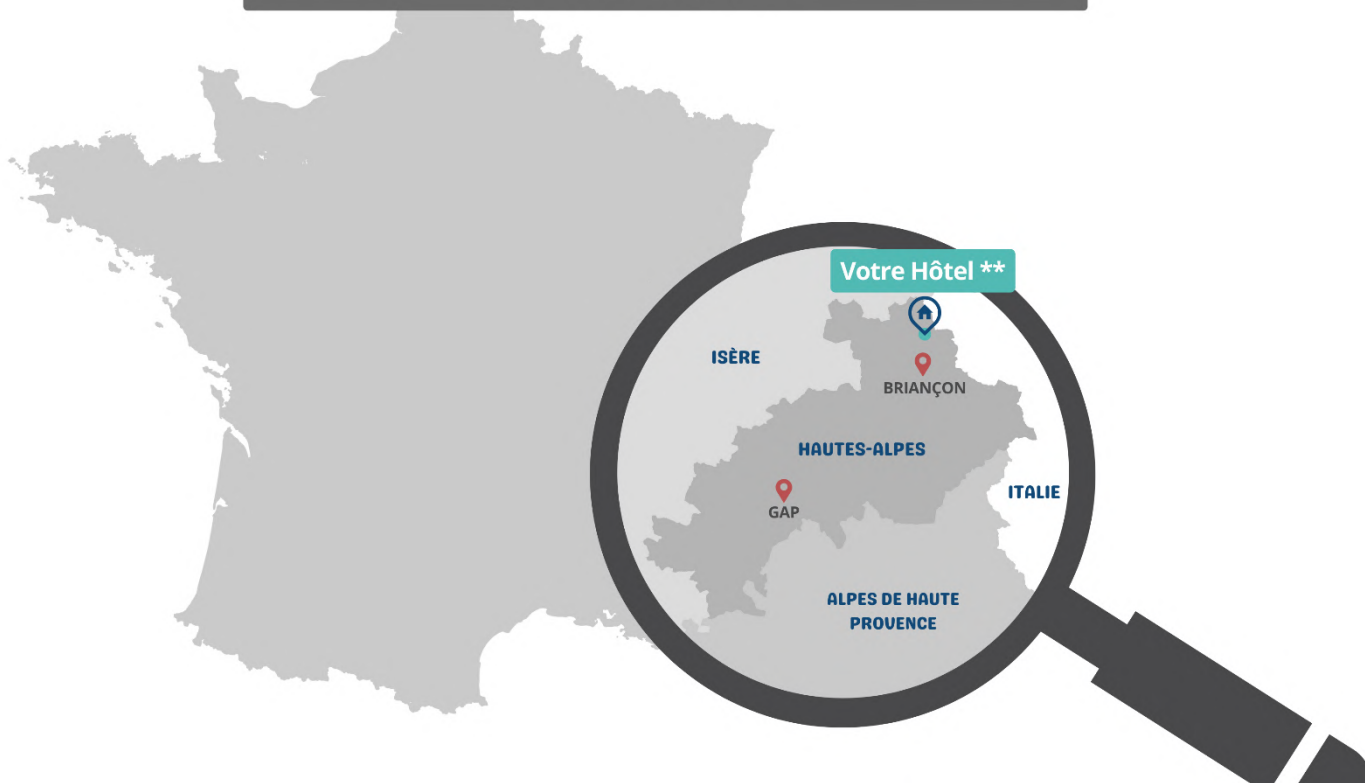 Votre Hôtel **
ISÈRE
BRIANÇON
HAUTES-ALPES
ITALIE
GAP
ALPES DE HAUTE
PROVENCE